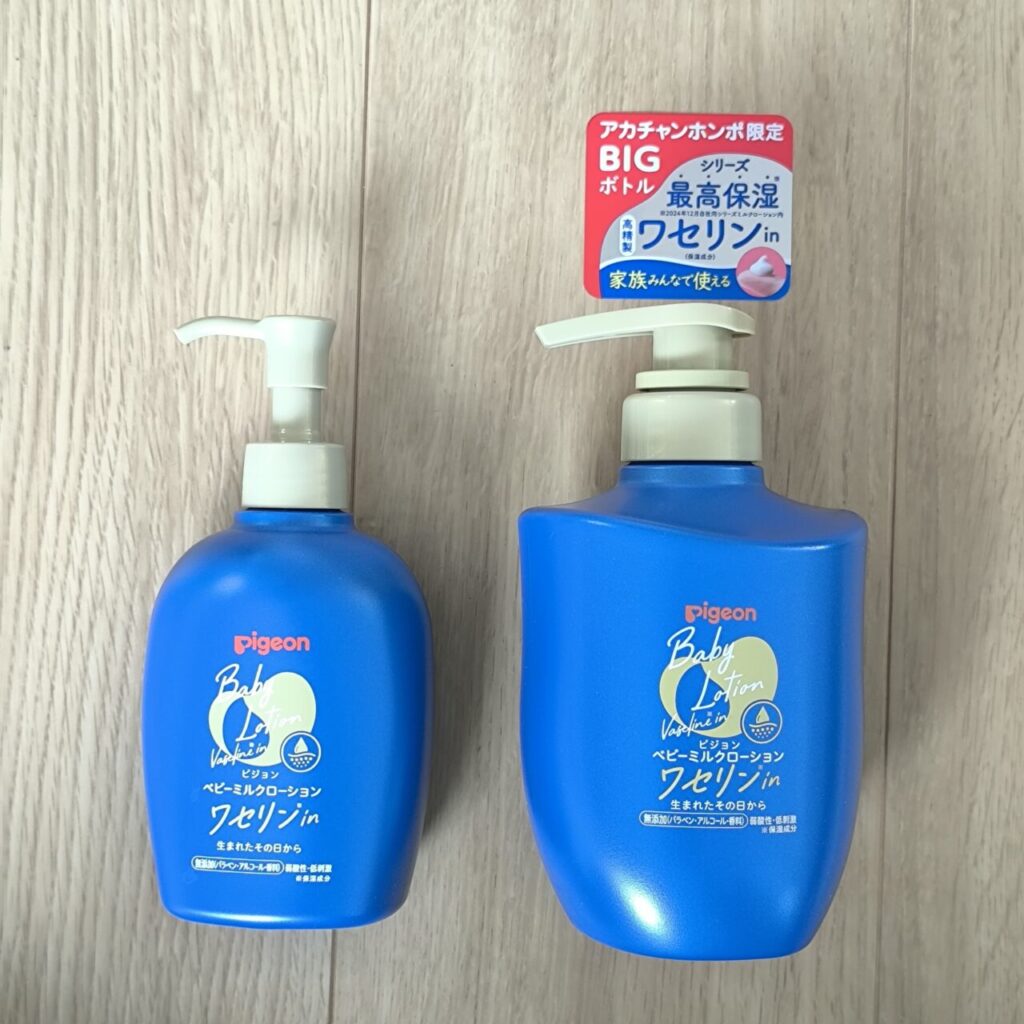 アカチャンホンポ限定
BIG
ボトル
シリーズ
最高保湿※
※2024年12月自社内シリーズミルクローション内
高精製
ワセリンin
(保湿成分)
家族みんなで使える
Pigeon
Baby
Lotion
Vaseline※ in
ピジョン
ベビーミルクローション
ワセリン※in
生まれたその日から
無添加(パラベン・アルコール・香料) 弱酸性・低刺激
※保湿成分
Pigeon
Baby
Lotion
Vaseline※ in
ピジョン
ベビーミルクローション
ワセリン※in
生まれたその日から
無添加(パラベン・アルコール・香料) 弱酸性・低刺激
※保湿成分